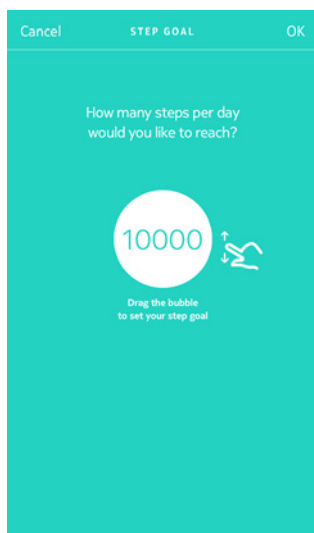 Cancel STEP GOAL OK
How many steps per day
would you like to reach?
10000
Drag the bubble
to set your step goal